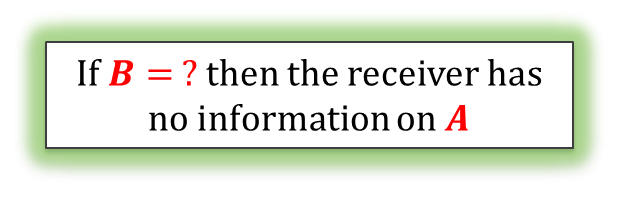 If B = ? then the receiver has
no information on A